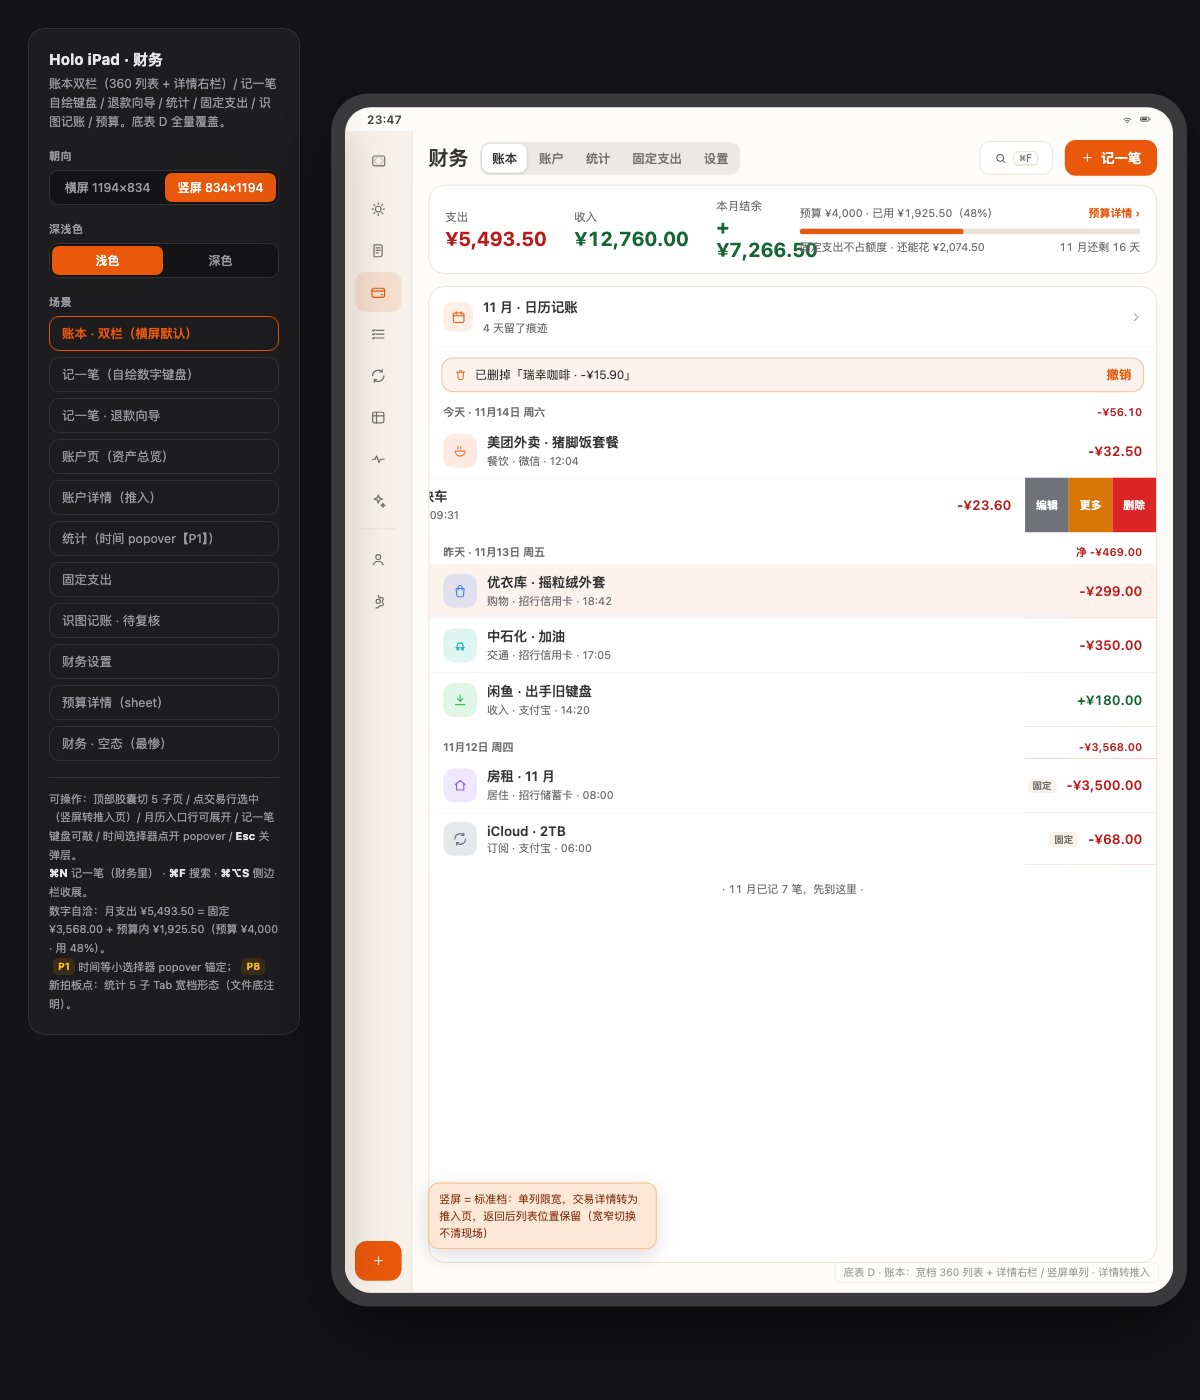 Holo iPad · 财务
账本双栏（360 列表 + 详情右栏）/ 记一笔
自绘键盘 / 退款向导 / 统计 / 固定支出 / 识
图记账 / 预算。底表 D 全量覆盖。
朝向
横屏 1194×834
竖屏 834×1194
深浅色
浅色
深色
场景
账本 · 双栏（横屏默认）
记一笔（自绘数字键盘）
记一笔 · 退款向导
账户页（资产总览）
账户详情（推入）
统计（时间 popover【P1】）
固定支出
识图记账 · 待复核
财务设置
预算详情（sheet）
财务 · 空态（最惨）
可操作：顶部胶囊切 5 子页 / 点交易行选中
（竖屏转推入页）/ 月历入口行可展开 / 记一笔
键盘可敲 / 时间选择器点开 popover / Esc 关
弹层。
⌘N 记一笔（财务里） · ⌘F 搜索 · ⌘⌥S 侧边
栏收展。
数字自洽：月支出 ¥5,493.50 = 固定
¥3,568.00 + 预算内 ¥1,925.50（预算 ¥4,000
· 用 48%）。
P1 时间等小选择器 popover 锚定； P8
新拍板点：统计 5 子 Tab 宽档形态（文件底注
明）。
23:47
财务
账本
账户
统计
固定支出
设置
⌘F
+ 记一笔
支出
¥5,493.50
收入
¥12,760.00
本月结余
+
¥7,266.50
预算 ¥4,000 · 已用 ¥1,925.50（48%）
预算详情 ›
固定支出不占额度 · 还能花 ¥2,074.50
11 月还剩 16 天
11 月 · 日历记账
4 天留了痕迹
已删掉「瑞幸咖啡 · -¥15.90」
撤销
今天 · 11月14日 周六
-¥56.10
美团外卖 · 猪脚饭套餐
餐饮 · 微信 · 12:04
-¥32.50
快车
09:31
-¥23.60
编辑
更多
删除
昨天 · 11月13日 周五
净 -¥469.00
优衣库 · 摇粒绒外套
购物 · 招行信用卡 · 18:42
-¥299.00
中石化 · 加油
交通 · 招行信用卡 · 17:05
-¥350.00
闲鱼 · 出手旧键盘
收入 · 支付宝 · 14:20
+¥180.00
11月12日 周四
-¥3,568.00
房租 · 11 月
居住 · 招行储蓄卡 · 08:00
固定
-¥3,500.00
iCloud · 2TB
订阅 · 支付宝 · 06:00
固定
-¥68.00
· 11 月已记 7 笔，先到这里 ·
竖屏 = 标准档：单列限宽，交易详情转为
推入页，返回后列表位置保留（宽窄切换
不清现场）
底表 D · 账本：宽档 360 列表 + 详情右栏 / 竖屏单列 · 详情转推入